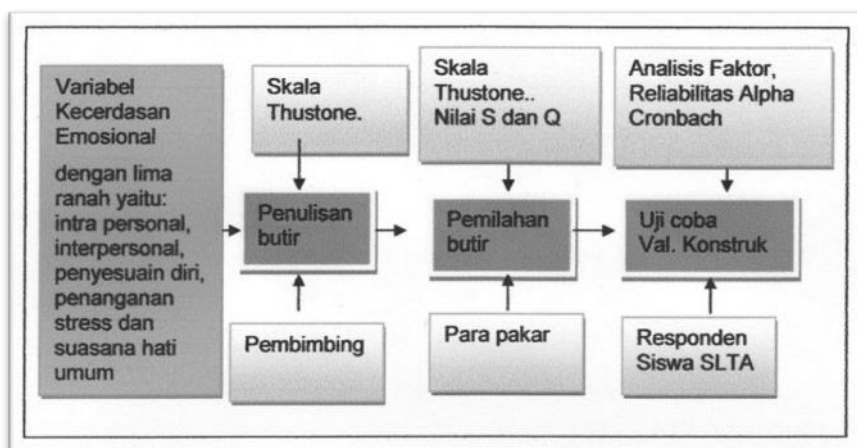 Variabel
Kecerdasan
Emosional
dengan lima
ranah yaitu:
intra personal,
interpersonal,
penyesuain diri,
penanganan
stress dan
suasana hati
umum
Skala
Thustone.
Penulisan
butir
Pembimbing
Skala
Thustone..
Nilai S dan Q
Pemilahan
butir
Para pakar
Analisis Faktor,
Reliabilitas Alpha
Cronbach
Uji coba
Val. Konstruk
Responden
Siswa SLTA